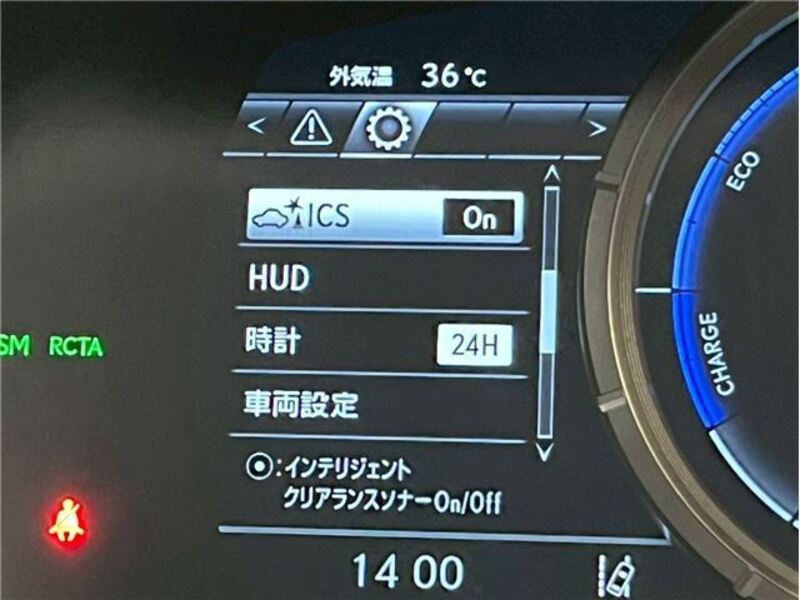 外気温 36℃
< >
ICS On
HUD
時計 24H
車両設定
◉:インテリジェント
クリアランスソナーOn/Off
14 00
SM RCTA
ECO
CHARGE